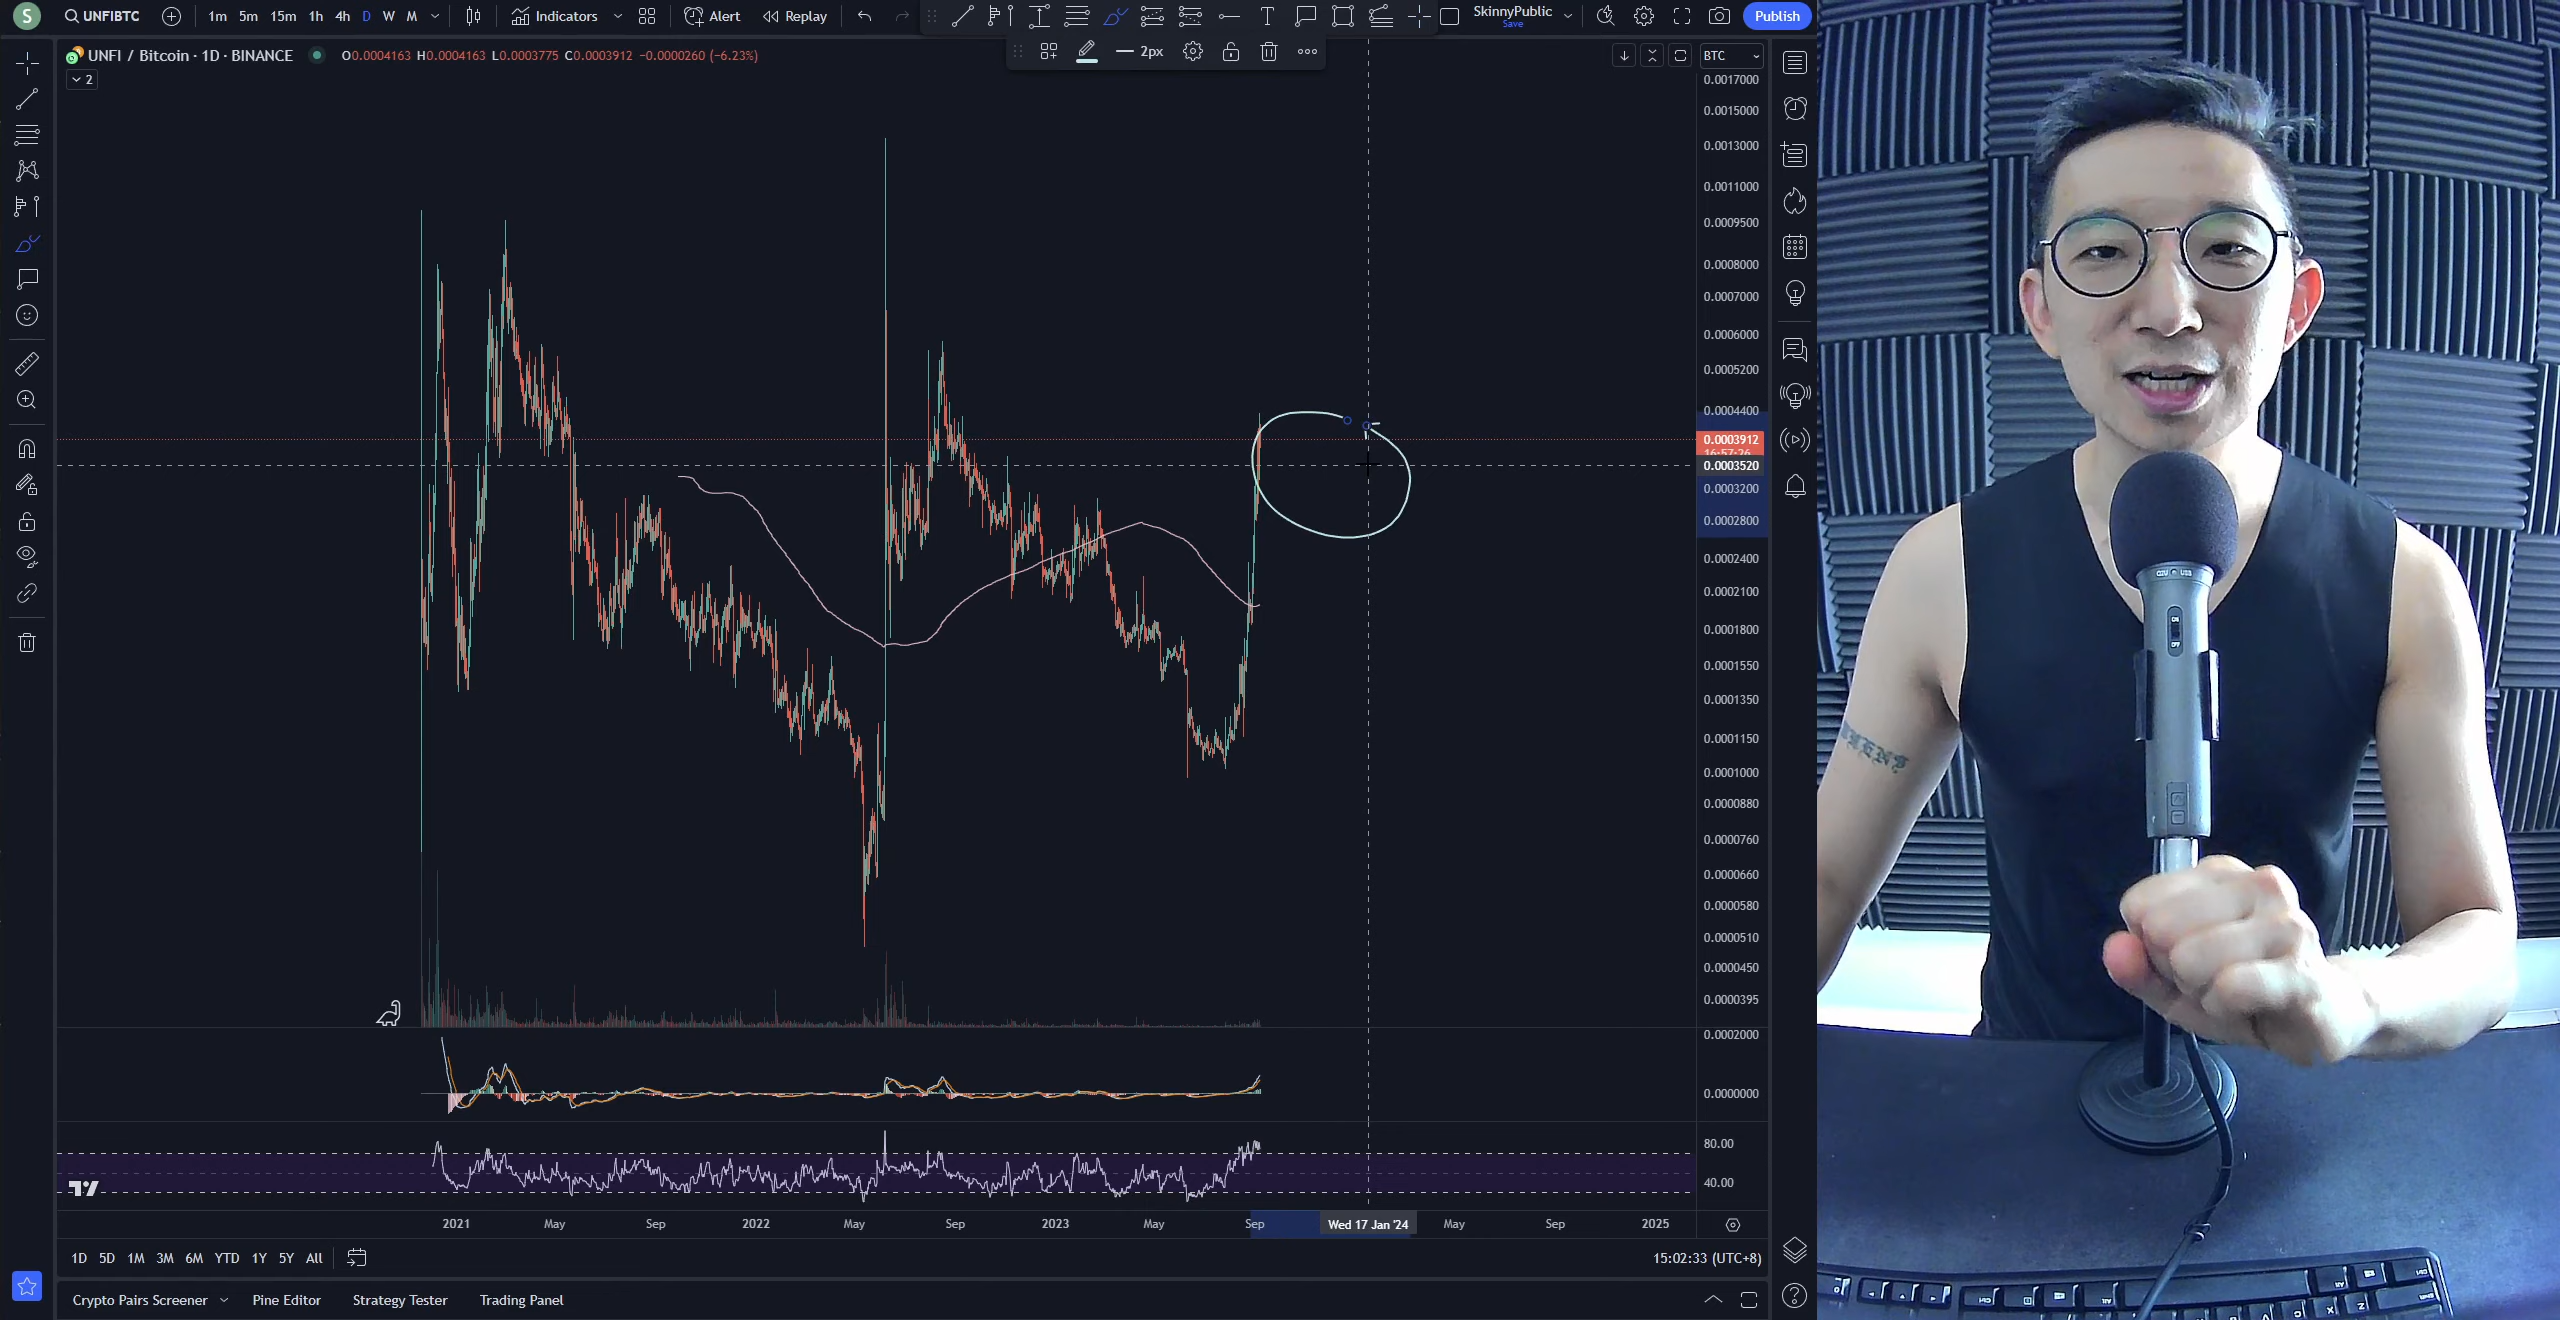 S
UNFIBTC
1m 5m 15m 1h 4h D W M
Indicators
Alert
Replay
SkinnyPublic
Save
Publish
UNFI / Bitcoin · 1D · BINANCE
O0.0004163 H0.0004163 L0.0003775 C0.0003912 −0.0000260 (−6.23%)
2px
BTC
2
0.0017000
0.0015000
0.0013000
0.0011000
0.0009500
0.0008000
0.0007000
0.0006000
0.0005200
0.0004400
0.0003912
16:57:26
0.0003520
0.0003200
0.0002800
0.0002400
0.0002100
0.0001800
0.0001550
0.0001350
0.0001150
0.0001000
0.0000880
0.0000760
0.0000660
0.0000580
0.0000510
0.0000450
0.0000395
0.0002000
0.0000000
80.00
40.00
2021 May Sep 2022 May Sep 2023 May Sep Wed 17 Jan '24 May Sep 2025
1D 5D 1M 3M 6M YTD 1Y 5Y All
15:02:33 (UTC+8)
Crypto Pairs Screener
Pine Editor
Strategy Tester
Trading Panel
ON
OFF